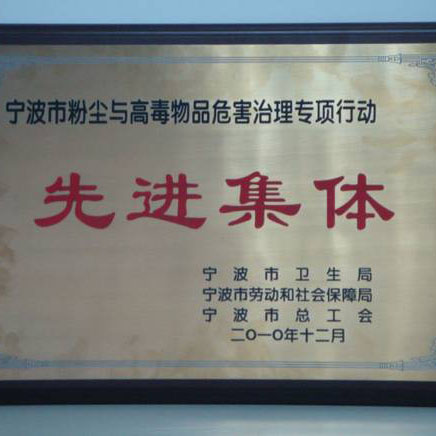 宁波市粉尘与高毒物品危害治理专项行动
先进集体
宁波市卫生局
宁波市劳动和社会保障局
宁波市总工会
二O一O年十二月